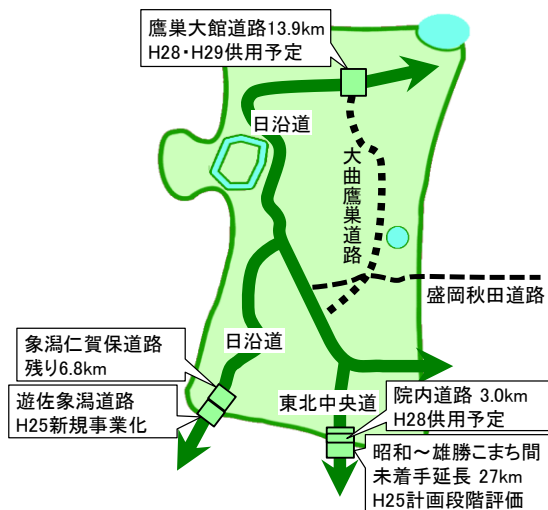 鷹巣大館道路13.9km
H28・H29供用予定
日沿道
大曲鷹巣道路
盛岡秋田道路
日沿道
象潟仁賀保道路
残り6.8km
遊佐象潟道路
H25新規事業化
東北中央道
院内道路 3.0km
H28供用予定
昭和~雄勝こまち間
未着手延長 27km
H25計画段階評価